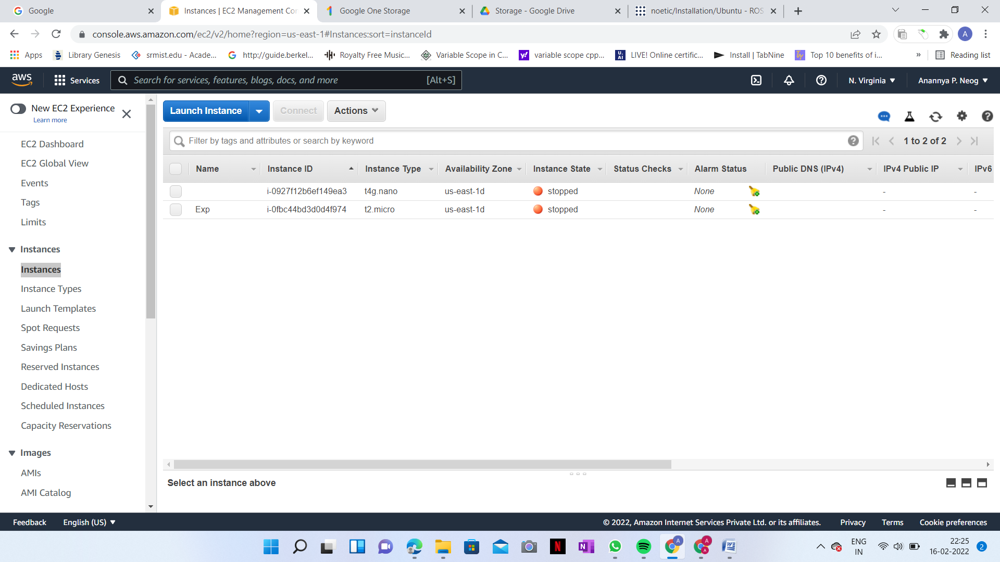 Google
Instances | EC2 Management Con
Google One Storage
Storage - Google Drive
noetic/Installation/Ubuntu - ROS
console.aws.amazon.com/ec2/v2/home?region=us-east-1#Instances:sort=instanceId
A
Apps
Library Genesis
srmist.edu - Acade...
http://guide.berkel...
Royalty Free Music...
Variable Scope in C...
variable scope cpp...
LIVE! Online certific...
Install | TabNine
Top 10 benefits of i...
»
Reading list
aws
Services
Search for services, features, blogs, docs, and more
[Alt+S]
N. Virginia
Anannya P. Neog
New EC2 Experience
Learn more
EC2 Dashboard
EC2 Global View
Events
Tags
Limits
Instances
Instances
Instance Types
Launch Templates
Spot Requests
Savings Plans
Reserved Instances
Dedicated Hosts
Scheduled Instances
Capacity Reservations
Images
AMIs
AMI Catalog
Launch Instance
Connect
Actions
Filter by tags and attributes or search by keyword
1 to 2 of 2
Name Instance ID Instance Type Availability Zone Instance State Status Checks Alarm Status Public DNS (IPv4) IPv4 Public IP IPv6
i-0927f12b6ef149ea3 t4g.nano us-east-1d stopped None - -
Exp i-0fbc44bd3d0d4f974 t2.micro us-east-1d stopped None - -
Select an instance above
Feedback
English (US)
© 2022, Amazon Internet Services Private Ltd. or its affiliates.
Privacy
Terms
Cookie preferences
ENG
IN
22:25
16-02-2022
2